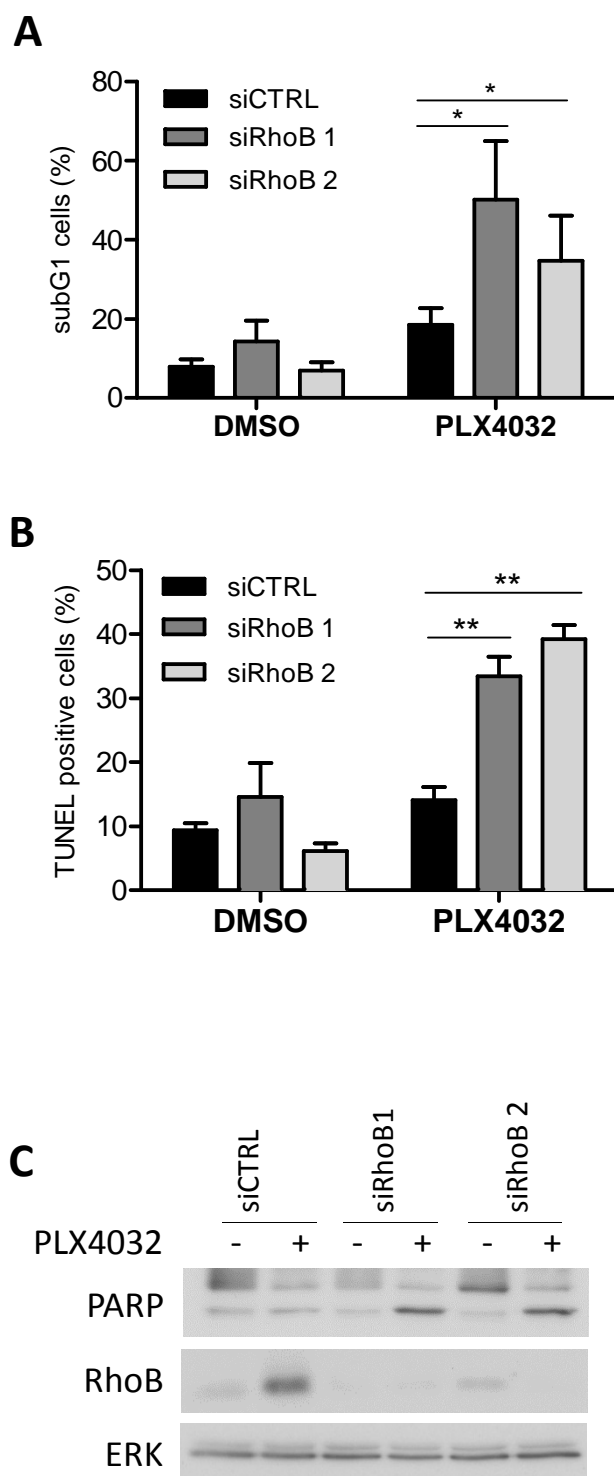 A
subG1 cells (%)
80
60
40
20
0
siCTRL
siRhoB 1
siRhoB 2
*
*
DMSO
PLX4032
B
TUNEL positive cells (%)
50
40
30
20
10
0
siCTRL
siRhoB 1
siRhoB 2
**
**
DMSO
PLX4032
C
siCTRL
siRhoB1
siRhoB 2
PLX4032 - + - + - +
PARP
RhoB
ERK